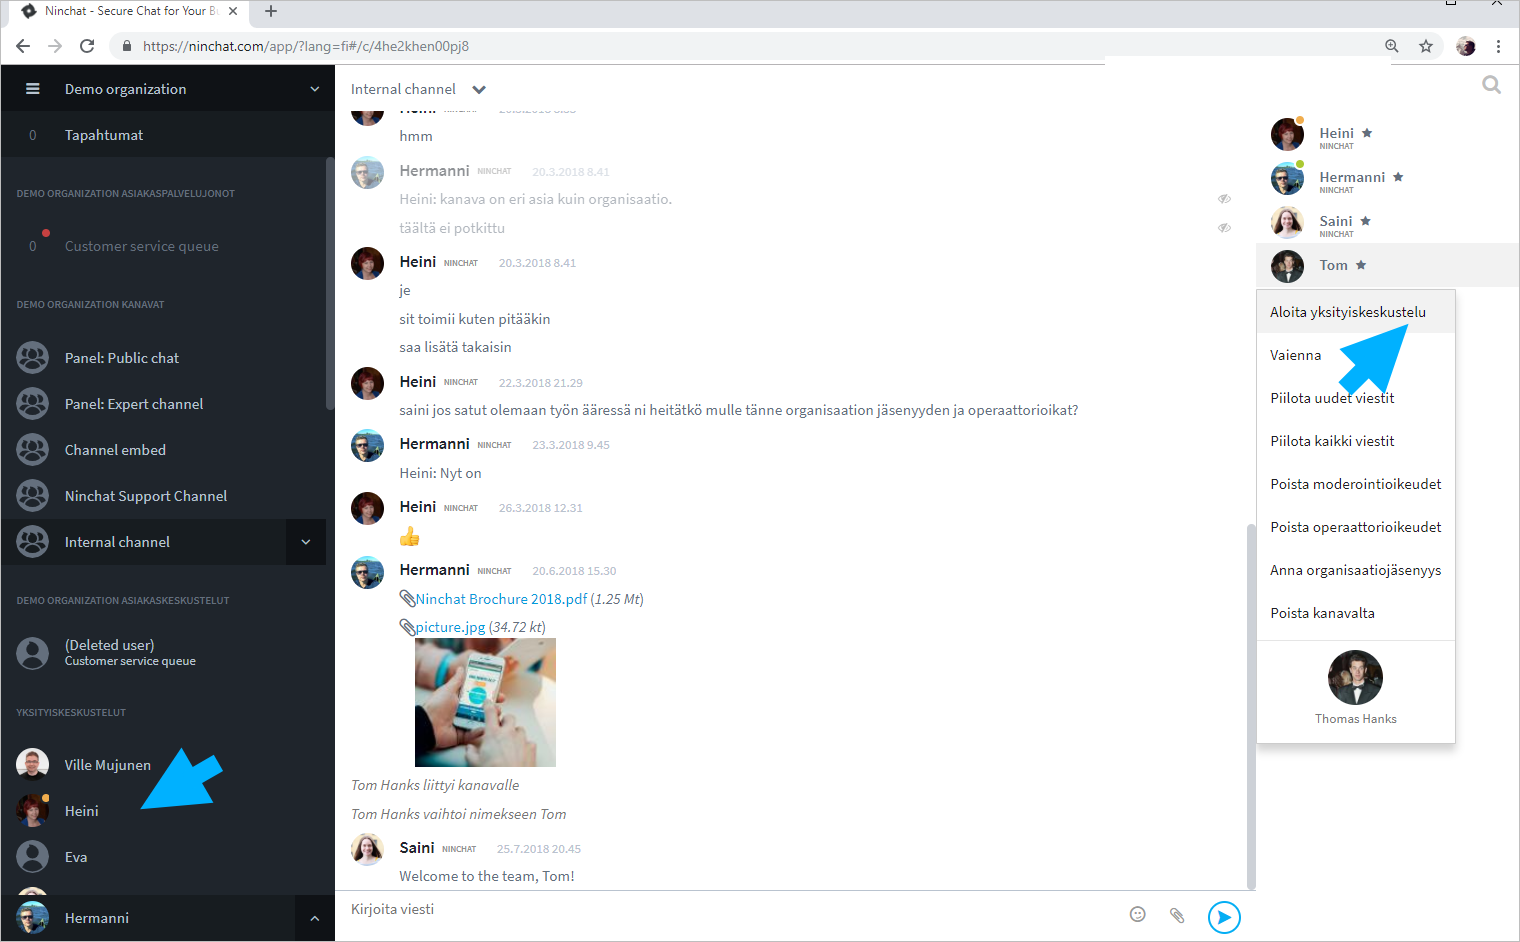 Ninchat - Secure Chat for Your B
https://ninchat.com/app/?lang=fi#/c/4he2khen00pj8
Demo organization
0 Tapahtumat
DEMO ORGANIZATION ASIAKASPALVELUJONOT
0 Customer service queue
DEMO ORGANIZATION KANAVAT
Panel: Public chat
Panel: Expert channel
Channel embed
Ninchat Support Channel
Internal channel
DEMO ORGANIZATION ASIAKASKESKUSTELUT
(Deleted user)
Customer service queue
YKSITYISKESKUSTELUT
Ville Mujunen
Heini
Eva
Hermanni
Internal channel
hmm
Hermanni NINCHAT 20.3.2018 8.41
Heini: kanava on eri asia kuin organisaatio.
täältä ei potkittu
Heini NINCHAT 20.3.2018 8.41
je
sit toimii kuten pitääkin
saa lisätä takaisin
Heini NINCHAT 22.3.2018 21.29
saini jos satut olemaan työn ääressä ni heitätkö mulle tänne organisaation jäsenyyden ja operaattorioikat?
Hermanni NINCHAT 23.3.2018 9.45
Heini: Nyt on
Heini NINCHAT 26.3.2018 12.31
Hermanni NINCHAT 20.6.2018 15.30
Ninchat Brochure 2018.pdf (1.25 Mt)
picture.jpg (34.72 kt)
Tom Hanks liittyi kanavalle
Tom Hanks vaihtoi nimekseen Tom
Saini NINCHAT 25.7.2018 20.45
Welcome to the team, Tom!
Kirjoita viesti
Heini
NINCHAT
Hermanni
NINCHAT
Saini
NINCHAT
Tom
Aloita yksityiskeskustelu
Vaienna
Piilota uudet viestit
Piilota kaikki viestit
Poista moderointioikeudet
Poista operaattorioikeudet
Anna organisaatiojäsenyys
Poista kanavalta
Thomas Hanks